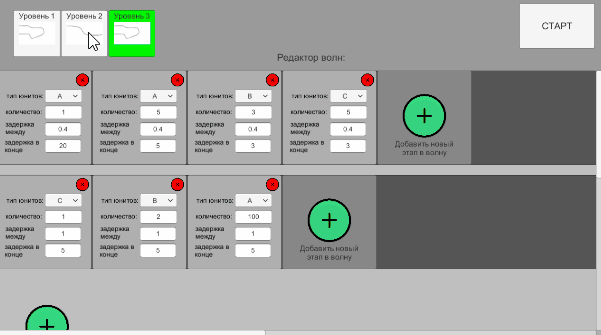 Уровень 1
Уровень 2
Уровень 3
СТАРТ
Редактор волн:
тип юнитов: A
количество: 1
задержка между 0.4
задержка в конце 20
тип юнитов: A
количество: 5
задержка между 0.4
задержка в конце 5
тип юнитов: B
количество: 3
задержка между 0.4
задержка в конце 3
тип юнитов: C
количество: 5
задержка между 0.4
задержка в конце 3
Добавить новый
этап в волну
тип юнитов: C
количество: 1
задержка между 1
задержка в конце 5
тип юнитов: B
количество: 2
задержка между 1
задержка в конце 5
тип юнитов: A
количество: 100
задержка между 1
задержка в конце 5
Добавить новый
этап в волну